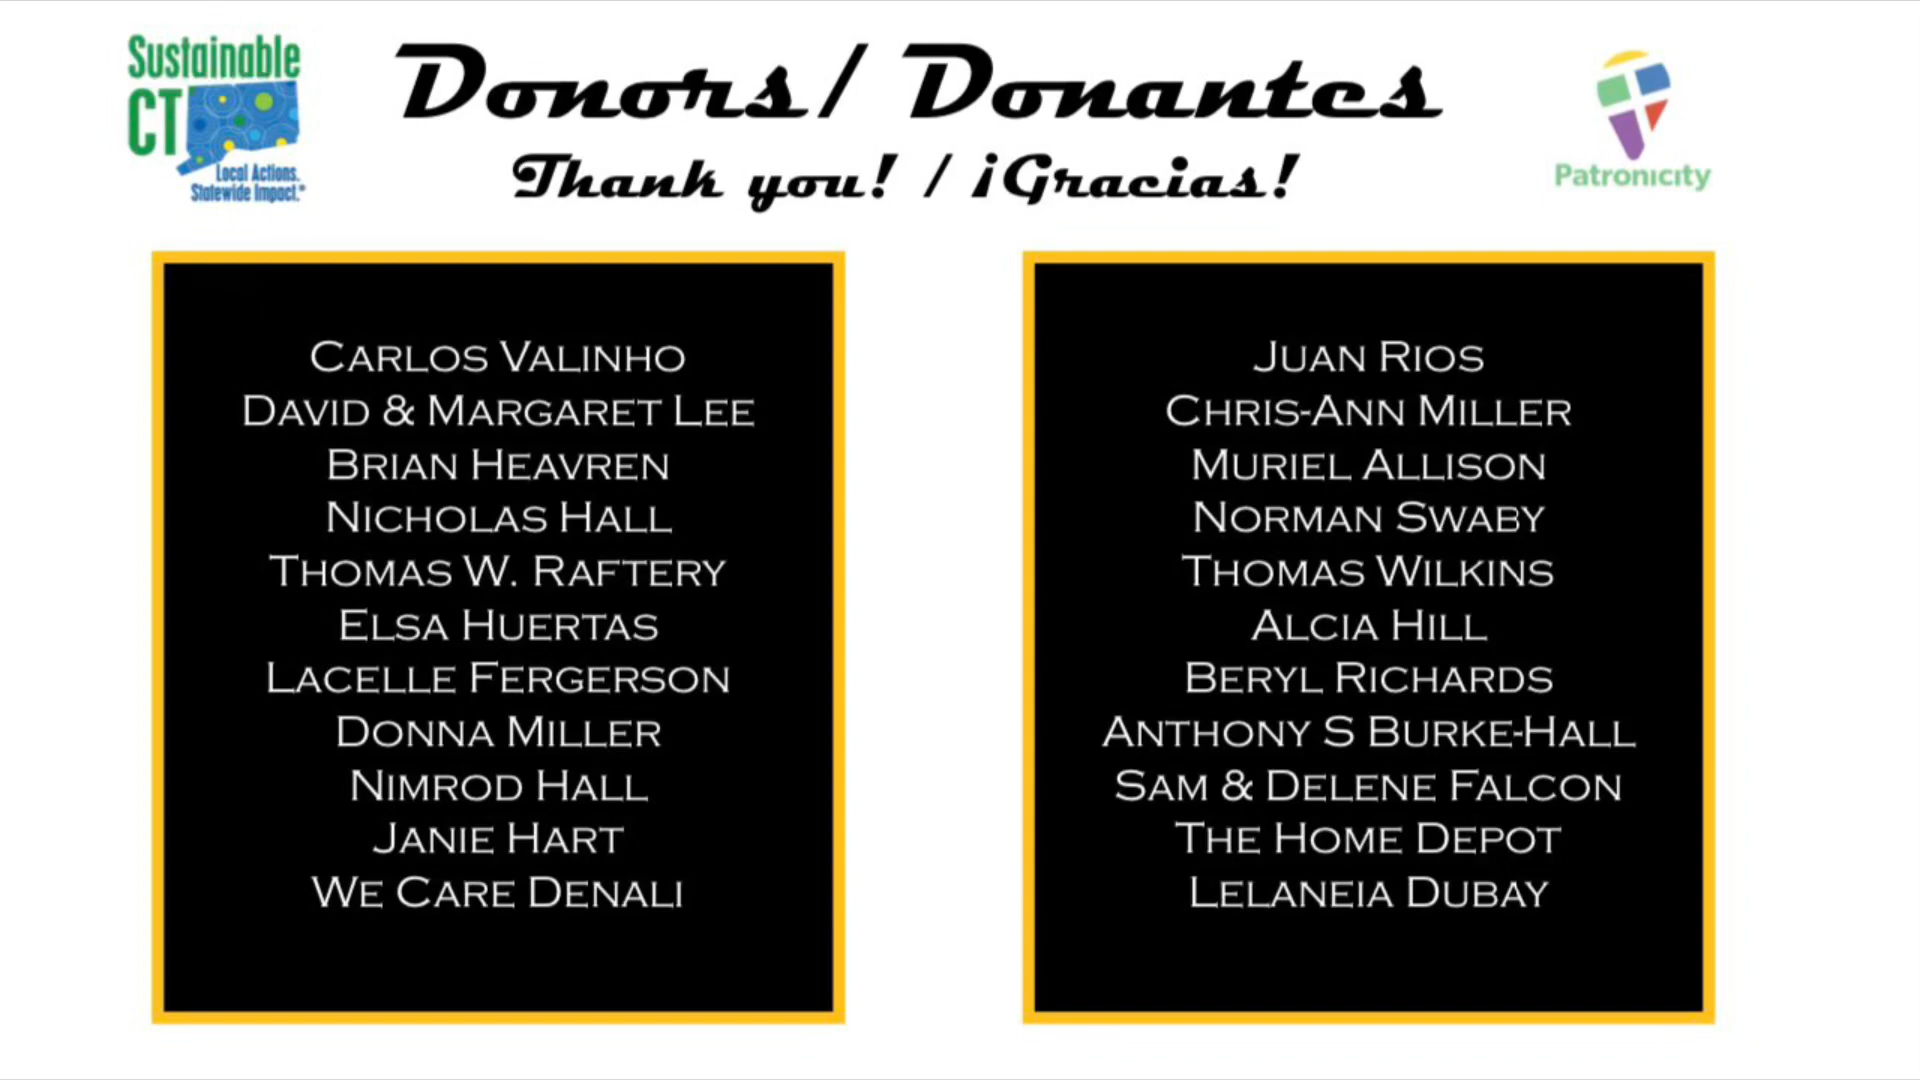 Sustainable
CT
Local Actions.
Statewide Impact.®
Donors/ Donantes
Thank you! / ¡Gracias!
Patronicity
CARLOS VALINHO
DAVID & MARGARET LEE
BRIAN HEAVREN
NICHOLAS HALL
THOMAS W. RAFTERY
ELSA HUERTAS
LACELLE FERGERSON
DONNA MILLER
NIMROD HALL
JANIE HART
WE CARE DENALI
JUAN RIOS
CHRIS-ANN MILLER
MURIEL ALLISON
NORMAN SWABY
THOMAS WILKINS
ALCIA HILL
BERYL RICHARDS
ANTHONY S BURKE-HALL
SAM & DELENE FALCON
THE HOME DEPOT
LELANEIA DUBAY